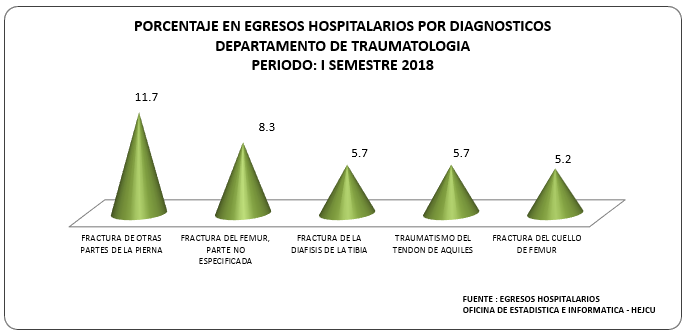 PORCENTAJE EN EGRESOS HOSPITALARIOS POR DIAGNOSTICOS
DEPARTAMENTO DE TRAUMATOLOGIA
PERIODO: I SEMESTRE 2018
11.7
8.3
5.7
5.7
5.2
FRACTURA DE OTRAS
PARTES DE LA PIERNA
FRACTURA DEL FEMUR,
PARTE NO
ESPECIFICADA
FRACTURA DE LA
DIAFISIS DE LA TIBIA
TRAUMATISMO DEL
TENDON DE AQUILES
FRACTURA DEL CUELLO
DE FEMUR
FUENTE : EGRESOS HOSPITALARIOS
OFICINA DE ESTADISTICA E INFORMATICA - HEJCU